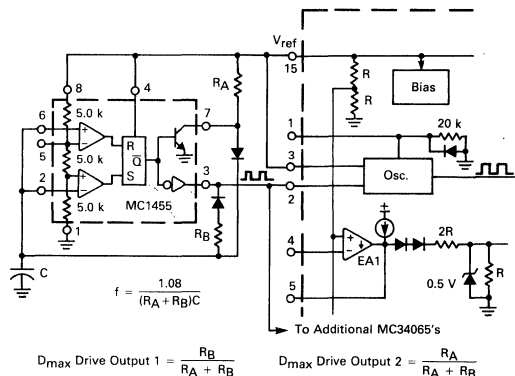 Vref
15
8
4
RA
R
R
Bias
5.0 k
6
+
−
R
7
1
20 k
5
5.0 k
Q
3
2
+
−
S
3
Osc.
2
5.0 k
MC1455
1
RB
4
+
EA1
2R
C
f = 1.08 / (RA + RB)C
5
0.5 V
R
To Additional MC34065's
Dmax Drive Output 1 = RB / RA + RB
Dmax Drive Output 2 = RA / RA + RB